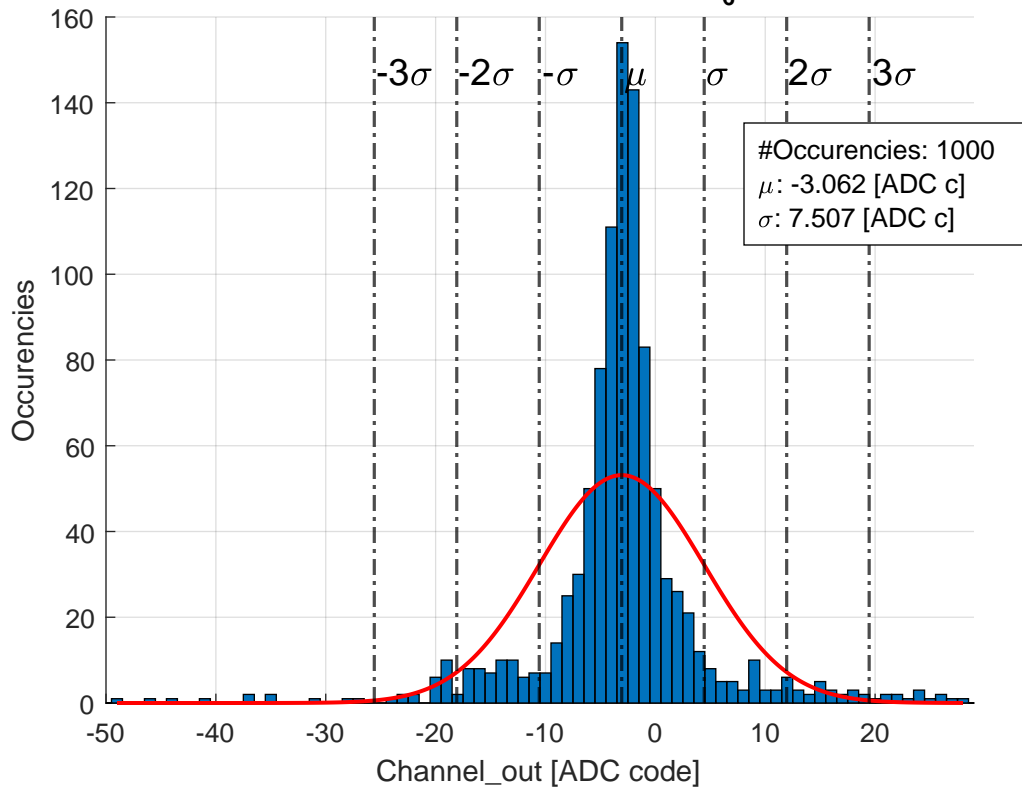 160
140
120
100
80
60
40
20
0
-3σ -2σ -σ μ σ 2σ 3σ
#Occurencies: 1000
μ: -3.062 [ADC c]
σ: 7.507 [ADC c]
Occurencies
-50 -40 -30 -20 -10 0 10 20
Channel_out [ADC code]